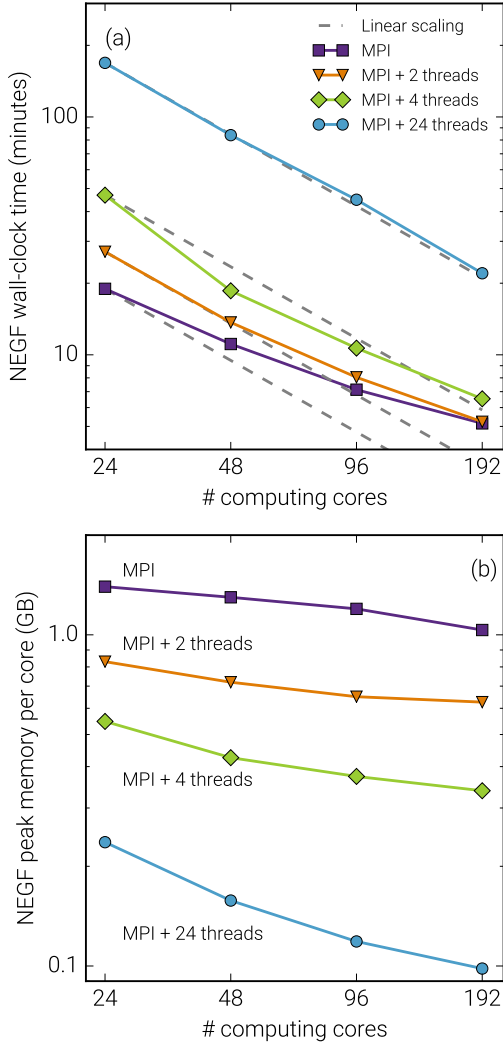 (a)
Linear scaling
MPI
MPI + 2 threads
MPI + 4 threads
MPI + 24 threads
NEGF wall-clock time (minutes)
100
10
24 48 96 192
# computing cores
(b)
MPI
MPI + 2 threads
MPI + 4 threads
MPI + 24 threads
NEGF peak memory per core (GB)
1.0
0.1
24 48 96 192
# computing cores